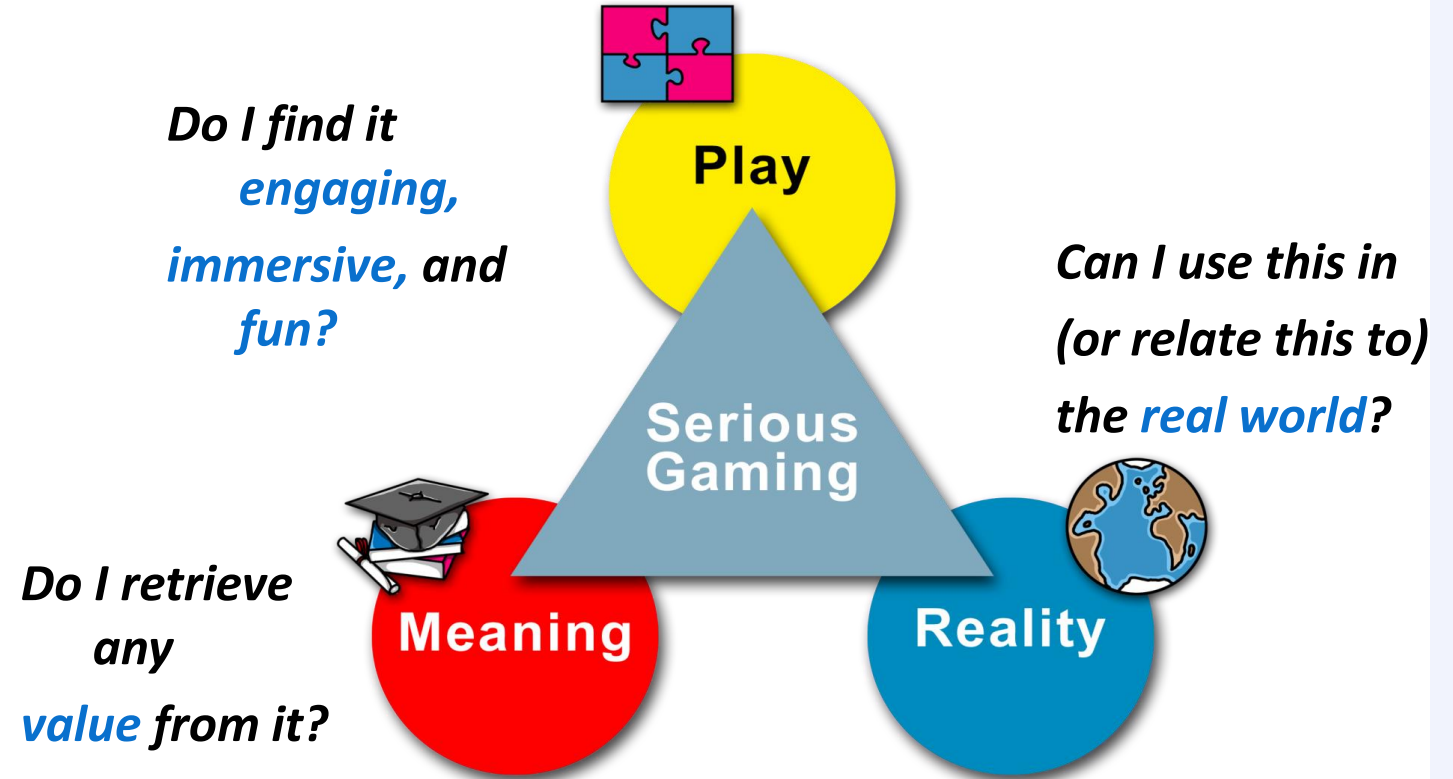 Do I find it
engaging,
immersive, and
fun?
Play
Can I use this in
(or relate this to)
the real world?
Serious
Gaming
Do I retrieve
any
value from it?
Meaning
Reality